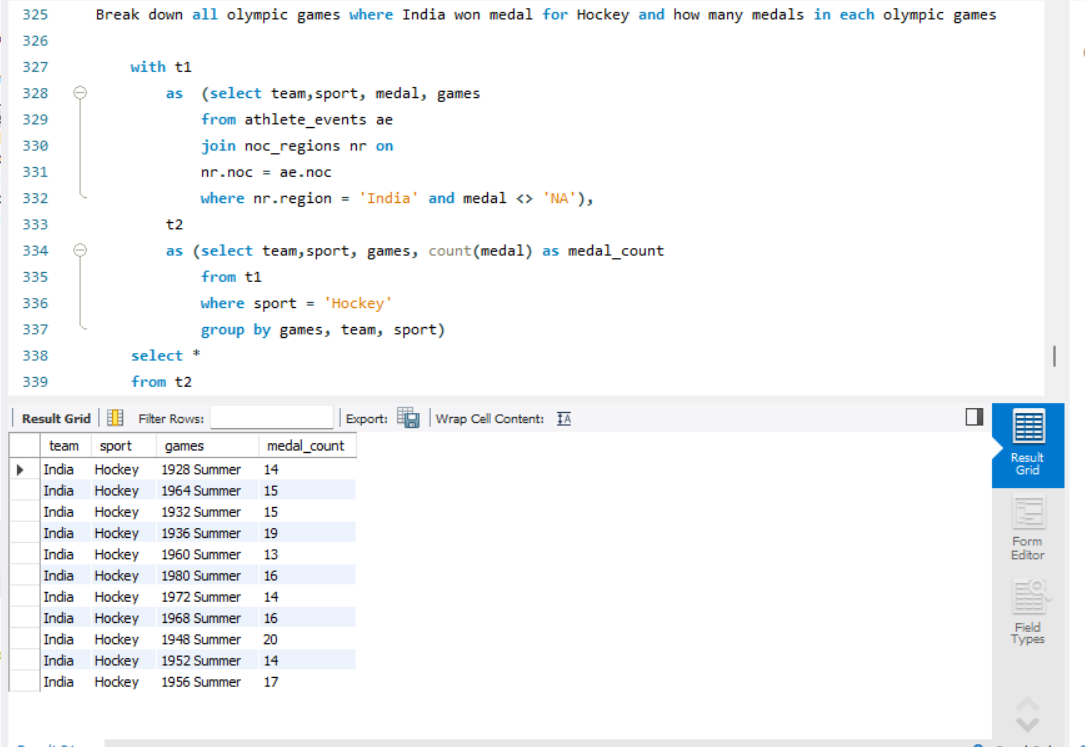 325 Break down all olympic games where India won medal for Hockey and how many medals in each olympic games
326
327 with t1
328 as (select team,sport, medal, games
329 from athlete_events ae
330 join noc_regions nr on
331 nr.noc = ae.noc
332 where nr.region = 'India' and medal <> 'NA'),
333 t2
334 as (select team,sport, games, count(medal) as medal_count
335 from t1
336 where sport = 'Hockey'
337 group by games, team, sport)
338 select *
339 from t2
Result Grid Filter Rows: Export: Wrap Cell Content:
team sport games medal_count
India Hockey 1928 Summer 14
India Hockey 1964 Summer 15
India Hockey 1932 Summer 15
India Hockey 1936 Summer 19
India Hockey 1960 Summer 13
India Hockey 1980 Summer 16
India Hockey 1972 Summer 14
India Hockey 1968 Summer 16
India Hockey 1948 Summer 20
India Hockey 1952 Summer 14
India Hockey 1956 Summer 17
Result
Grid
Form
Editor
Field
Types